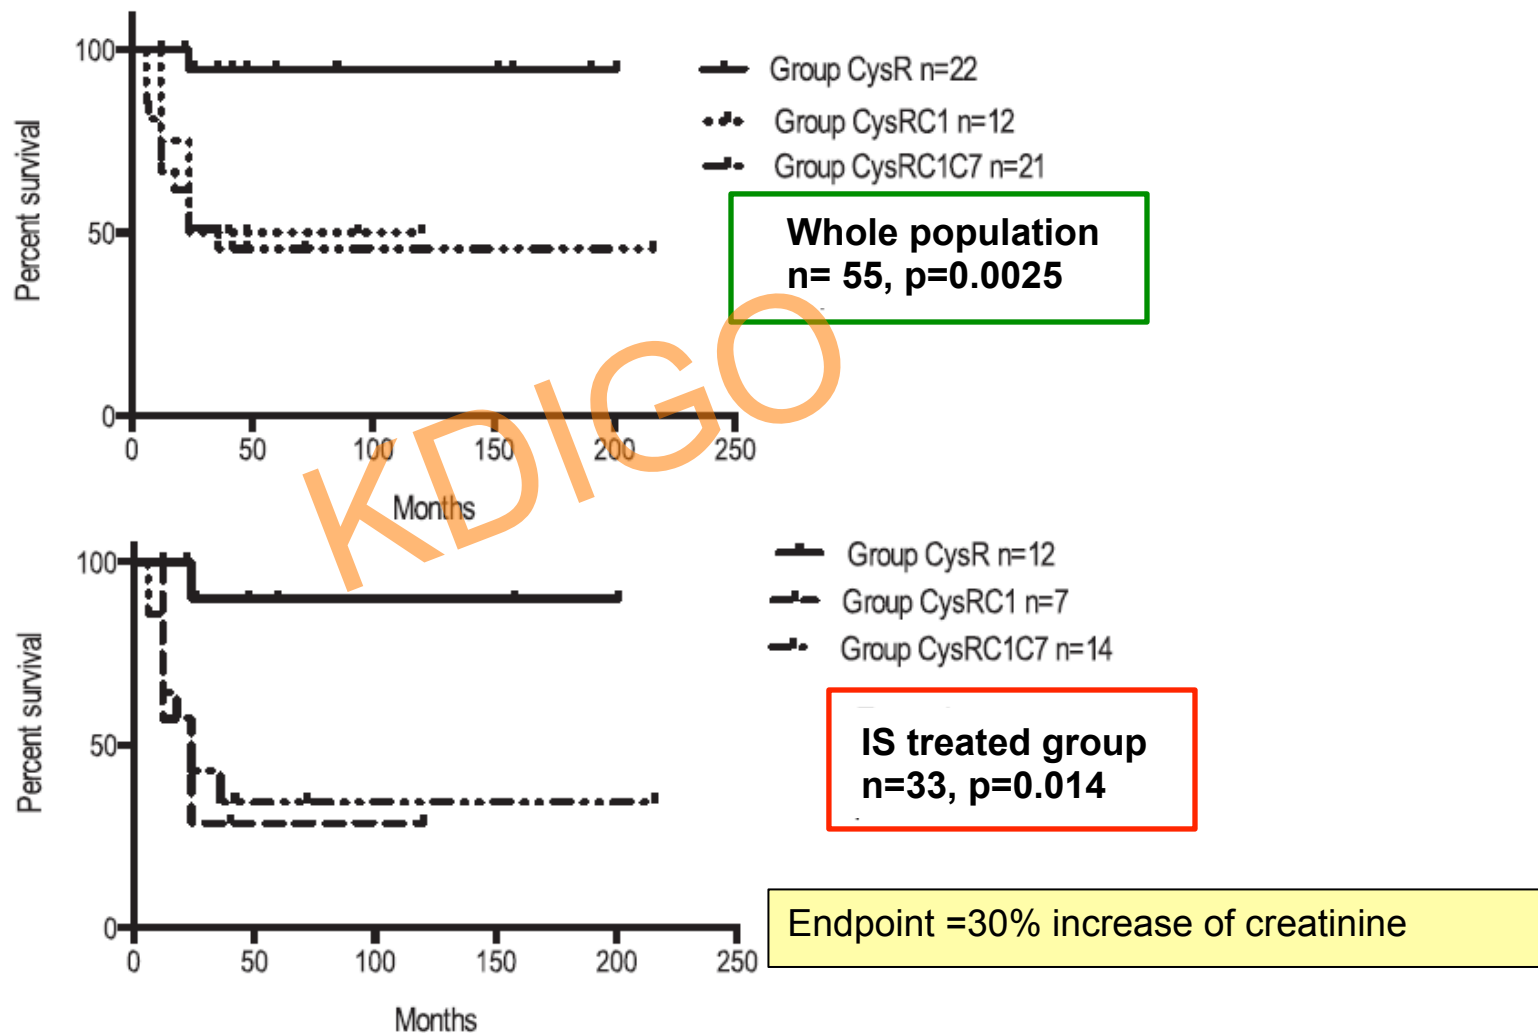 Percent survival
100
50
0
0 50 100 150 200 250
Months
Group CysR n=22
Group CysRC1 n=12
Group CysRC1C7 n=21
Whole population
n= 55, p=0.0025
KDIGO
Percent survival
100
50
0
0 50 100 150 200 250
Months
Group CysR n=12
Group CysRC1 n=7
Group CysRC1C7 n=14
IS treated group
n=33, p=0.014
Endpoint =30% increase of creatinine